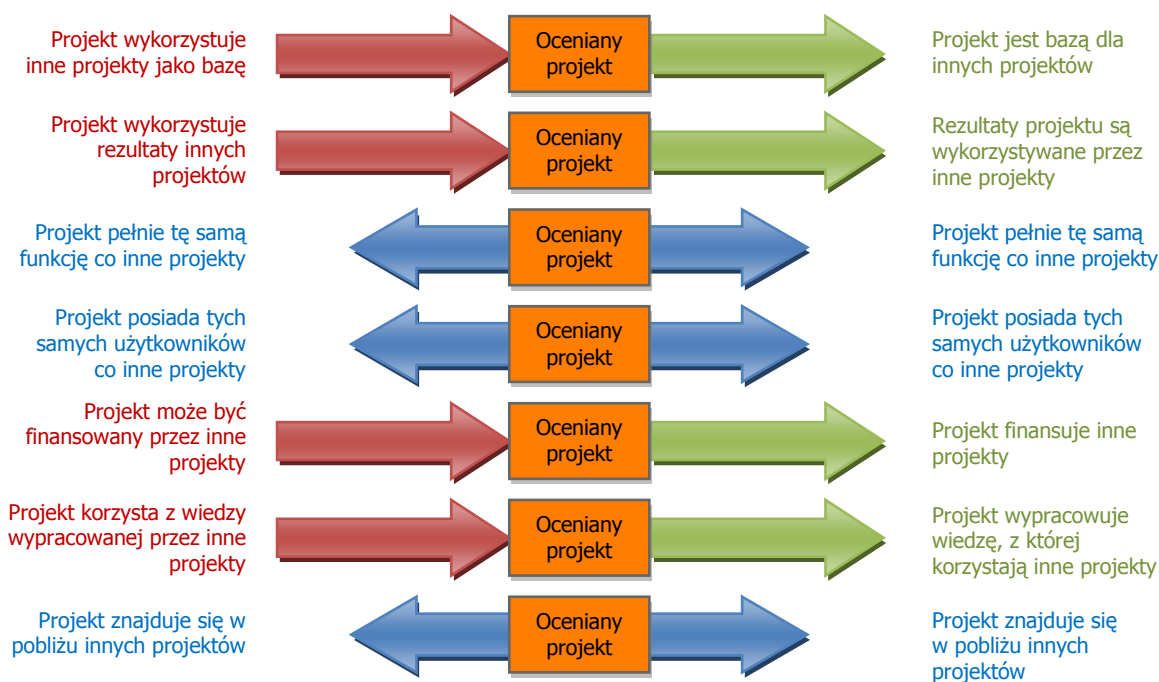 Projekt wykorzystuje
inne projekty jako bazę
Oceniany
projekt
Projekt jest bazą dla
innych projektów
Projekt wykorzystuje
rezultaty innych
projektów
Oceniany
projekt
Rezultaty projektu są
wykorzystywane przez
inne projekty
Projekt pełnie tę samą
funkcję co inne projekty
Oceniany
projekt
Projekt pełnie tę samą
funkcję co inne projekty
Projekt posiada tych
samych użytkowników
co inne projekty
Oceniany
projekt
Projekt posiada tych
samych użytkowników
co inne projekty
Projekt może być
finansowany przez inne
projekty
Oceniany
projekt
Projekt finansuje inne
projekty
Projekt korzysta z wiedzy
wypracowanej przez inne
projekty
Oceniany
projekt
Projekt wypracowuje
wiedzę, z której
korzystają inne projekty
Projekt znajduje się w
pobliżu innych projektów
Oceniany
projekt
Projekt znajduje się
w pobliżu innych
projektów